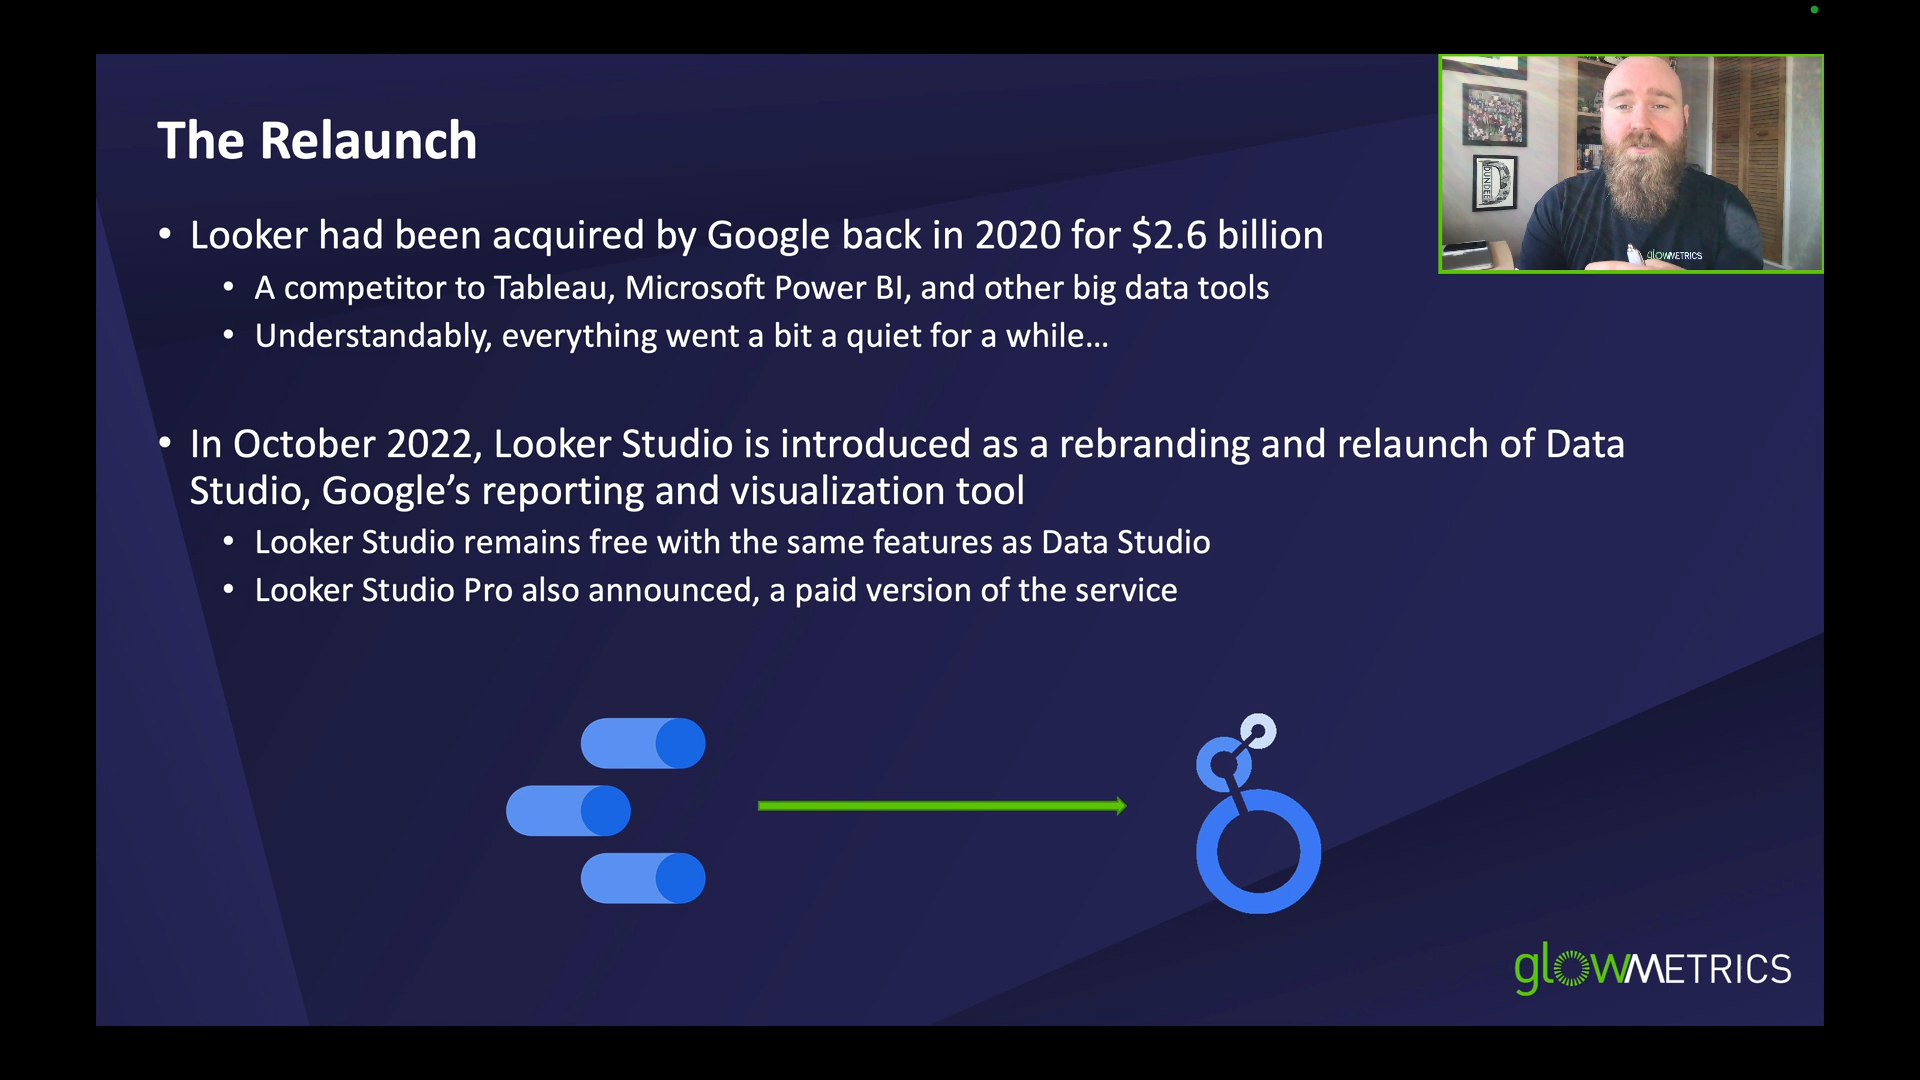 The Relaunch
• Looker had been acquired by Google back in 2020 for $2.6 billion
• A competitor to Tableau, Microsoft Power BI, and other big data tools
• Understandably, everything went a bit a quiet for a while…
• In October 2022, Looker Studio is introduced as a rebranding and relaunch of Data
Studio, Google’s reporting and visualization tool
• Looker Studio remains free with the same features as Data Studio
• Looker Studio Pro also announced, a paid version of the service
DUNDEE
glowMETRICS
glowMETRICS